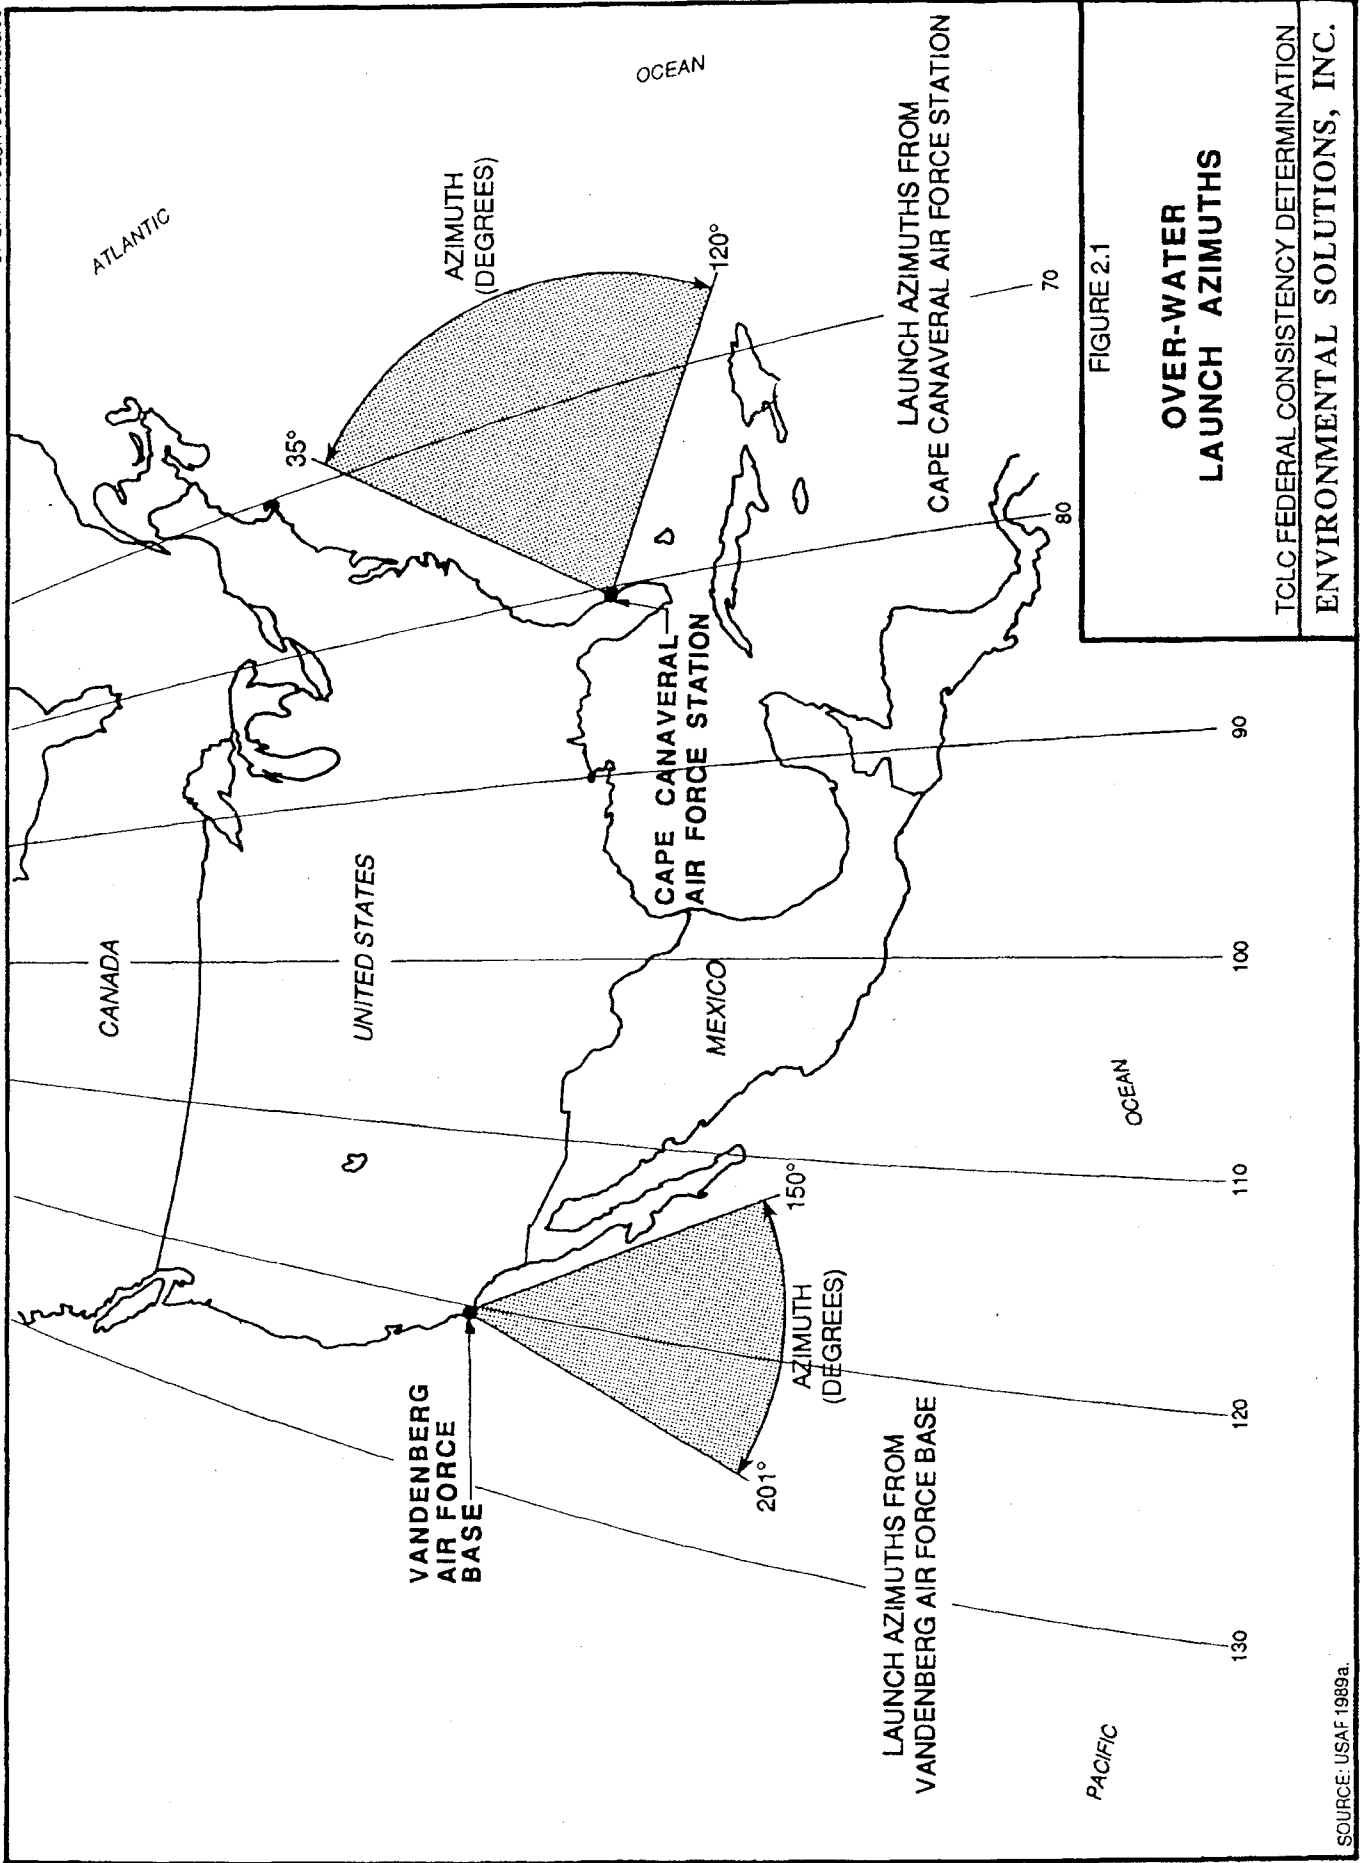 ATLANTIC
OCEAN
CANADA
UNITED STATES
MEXICO
PACIFIC
OCEAN
VANDENBERG
AIR FORCE
BASE
CAPE CANAVERAL
AIR FORCE STATION
35°
120°
AZIMUTH
(DEGREES)
LAUNCH AZIMUTHS FROM
CAPE CANAVERAL AIR FORCE STATION
201°
150°
AZIMUTH
(DEGREES)
LAUNCH AZIMUTHS FROM
VANDENBERG AIR FORCE BASE
130
120
110
100
90
80
70
SOURCE: USAF 1989a.
FIGURE 2.1
OVER-WATER
LAUNCH AZIMUTHS
TCLC FEDERAL CONSISTENCY DETERMINATION
ENVIRONMENTAL SOLUTIONS, INC.